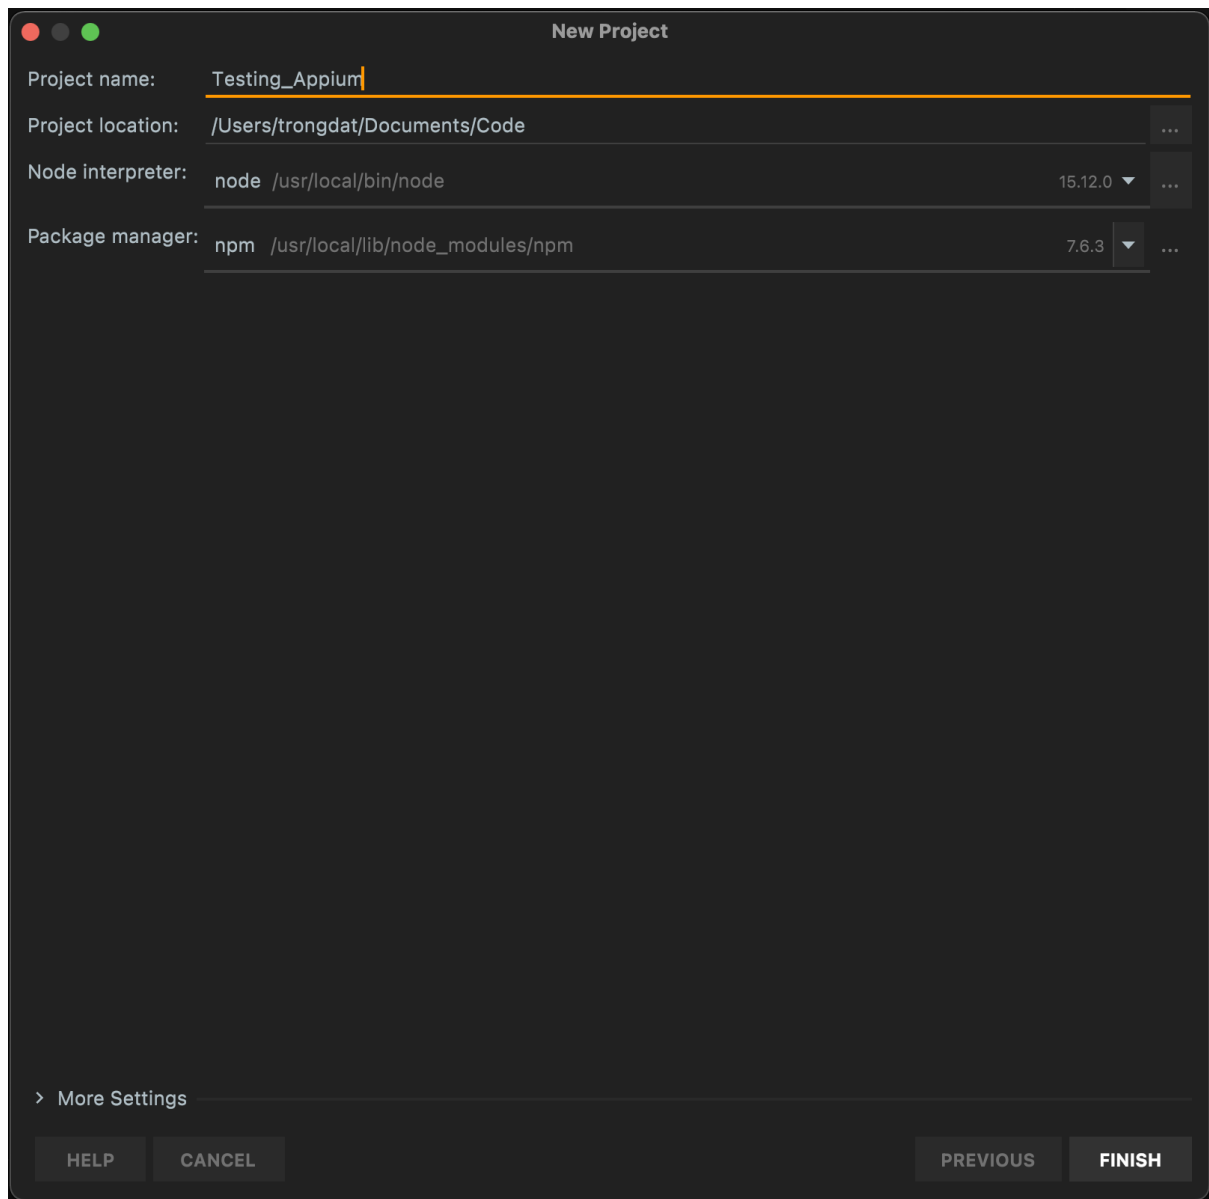 New Project
Project name: Testing_Appium
Project location: /Users/trongdat/Documents/Code ...
Node interpreter: node /usr/local/bin/node 15.12.0 ...
Package manager: npm /usr/local/lib/node_modules/npm 7.6.3 ...
More Settings
HELP CANCEL PREVIOUS FINISH